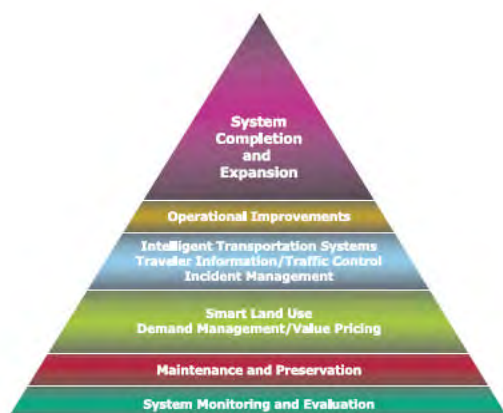 System
Completion
and
Expansion
Operational Improvements
Intelligent Transportation Systems
Traveler Information/Traffic Control
Incident Management
Smart Land Use
Demand Management/Value Pricing
Maintenance and Preservation
System Monitoring and Evaluation